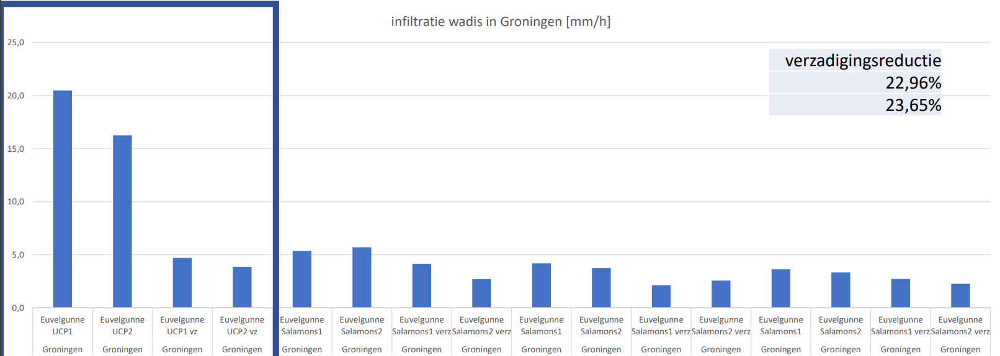 infiltratie wadis in Groningen [mm/h]
25,0
20,0
15,0
10,0
5,0
0,0
verzadigingsreductie
22,96%
23,65%
Euvelgunne Euvelgunne Euvelgunne Euvelgunne Euvelgunne Euvelgunne Euvelgunne Euvelgunne Euvelgunne Euvelgunne Euvelgunne Euvelgunne Euvelgunne Euvelgunne Euvelgunne Euvelgunne
UCP1 UCP2 UCP1 vz UCP2 vz Salamons1 Salamons2 Salamons1 verz Salamons2 verz Salamons1 Salamons2 Salamons1 verz Salamons2 verz Salamons1 Salamons2 Salamons1 verz Salamons2 verz
Groningen Groningen Groningen Groningen Groningen Groningen Groningen Groningen Groningen Groningen Groningen Groningen Groningen Groningen Groningen Groningen